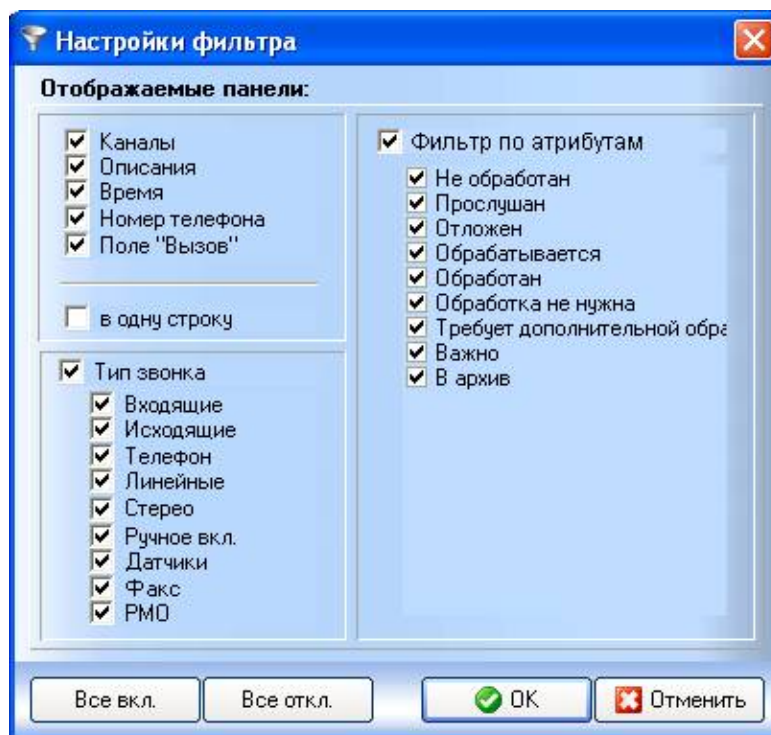 Настройки фильтра
Отображаемые панели:
Каналы
Описания
Время
Номер телефона
Поле "Вызов"
в одну строку
Тип звонка
Входящие
Исходящие
Телефон
Линейные
Стерео
Ручное вкл.
Датчики
Факс
РМО
Фильтр по атрибутам
Не обработан
Прослушан
Отложен
Обрабатывается
Обработан
Обработка не нужна
Требует дополнительной обра
Важно
В архив
Все вкл.
Все откл.
ОК
Отменить